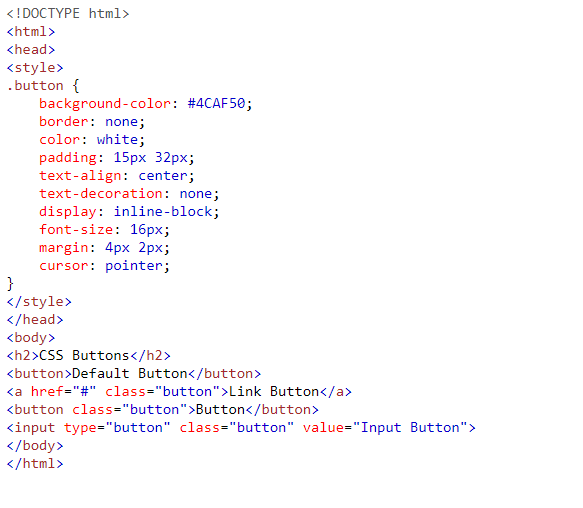 <!DOCTYPE html>
<html>
<head>
<style>
.button {
    background-color: #4CAF50;
    border: none;
    color: white;
    padding: 15px 32px;
    text-align: center;
    text-decoration: none;
    display: inline-block;
    font-size: 16px;
    margin: 4px 2px;
    cursor: pointer;
}
</style>
</head>
<body>
<h2>CSS Buttons</h2>
<button>Default Button</button>
<a href="#" class="button">Link Button</a>
<button class="button">Button</button>
<input type="button" class="button" value="Input Button">
</body>
</html>